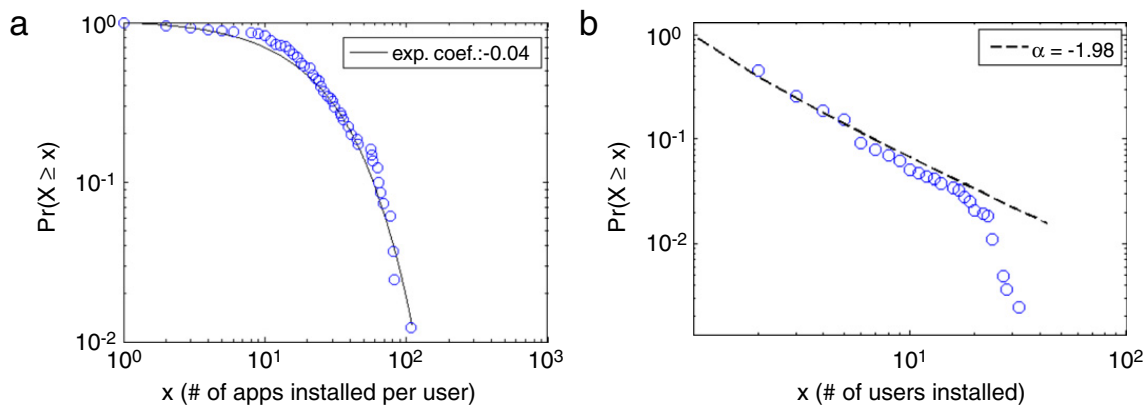 a
10⁰
10⁻¹
10⁻²
Pr(X ≥ x)
exp. coef.:-0.04
10⁰
10¹
10²
10³
x (# of apps installed per user)
b
10⁰
10⁻¹
10⁻²
Pr(X ≥ x)
α = -1.98
10¹
10²
x (# of users installed)